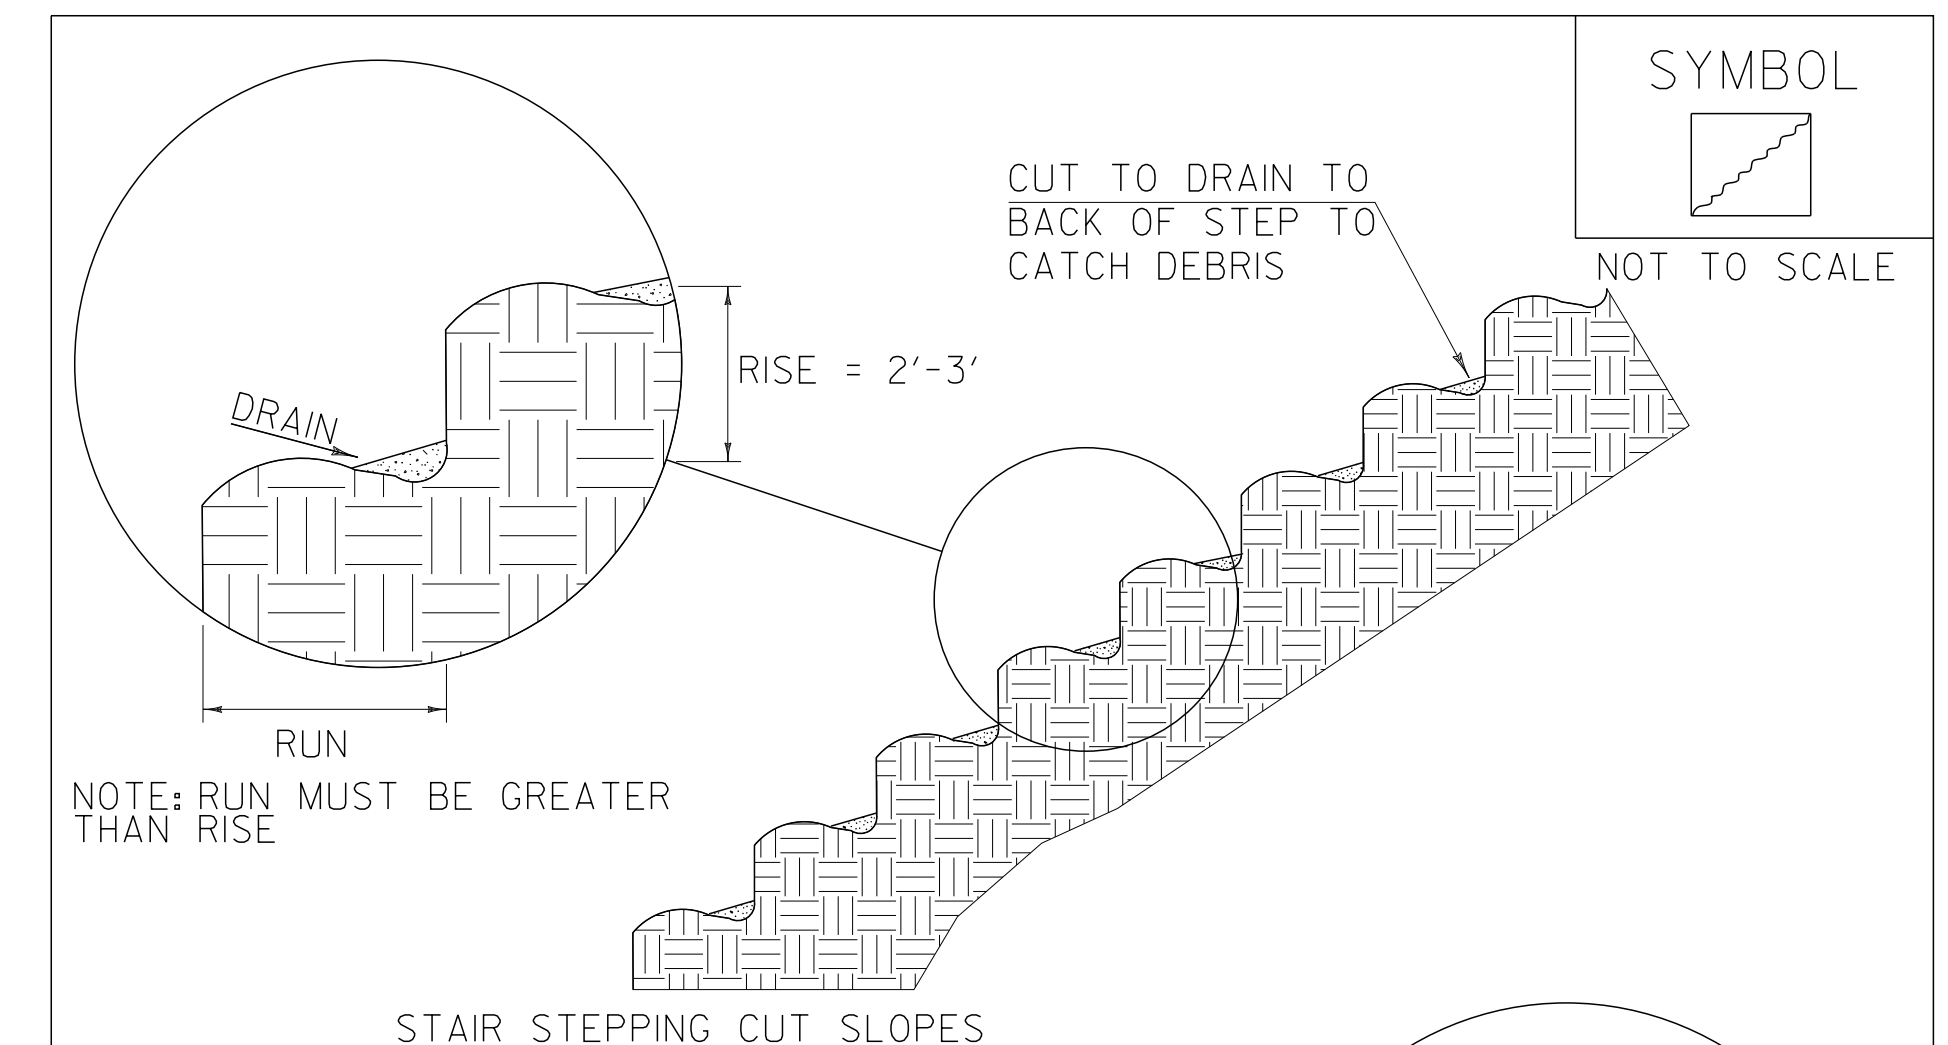 SYMBOL
CUT TO DRAIN TO
BACK OF STEP TO
CATCH DEBRIS
NOT TO SCALE
RISE = 2'-3'
DRAIN
RUN
NOTE: RUN MUST BE GREATER
THAN RISE
STAIR STEPPING CUT SLOPES